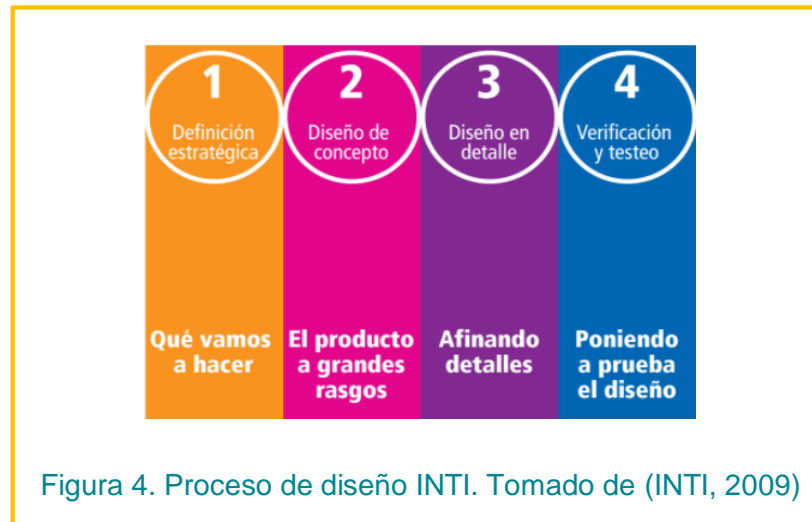 1
Definición
estratégica
Qué vamos
a hacer
2
Diseño de
concepto
El producto
a grandes
rasgos
3
Diseño en
detalle
Afinando
detalles
4
Verificación
y testeo
Poniendo
a prueba
el diseño
Figura 4. Proceso de diseño INTI. Tomado de (INTI, 2009)